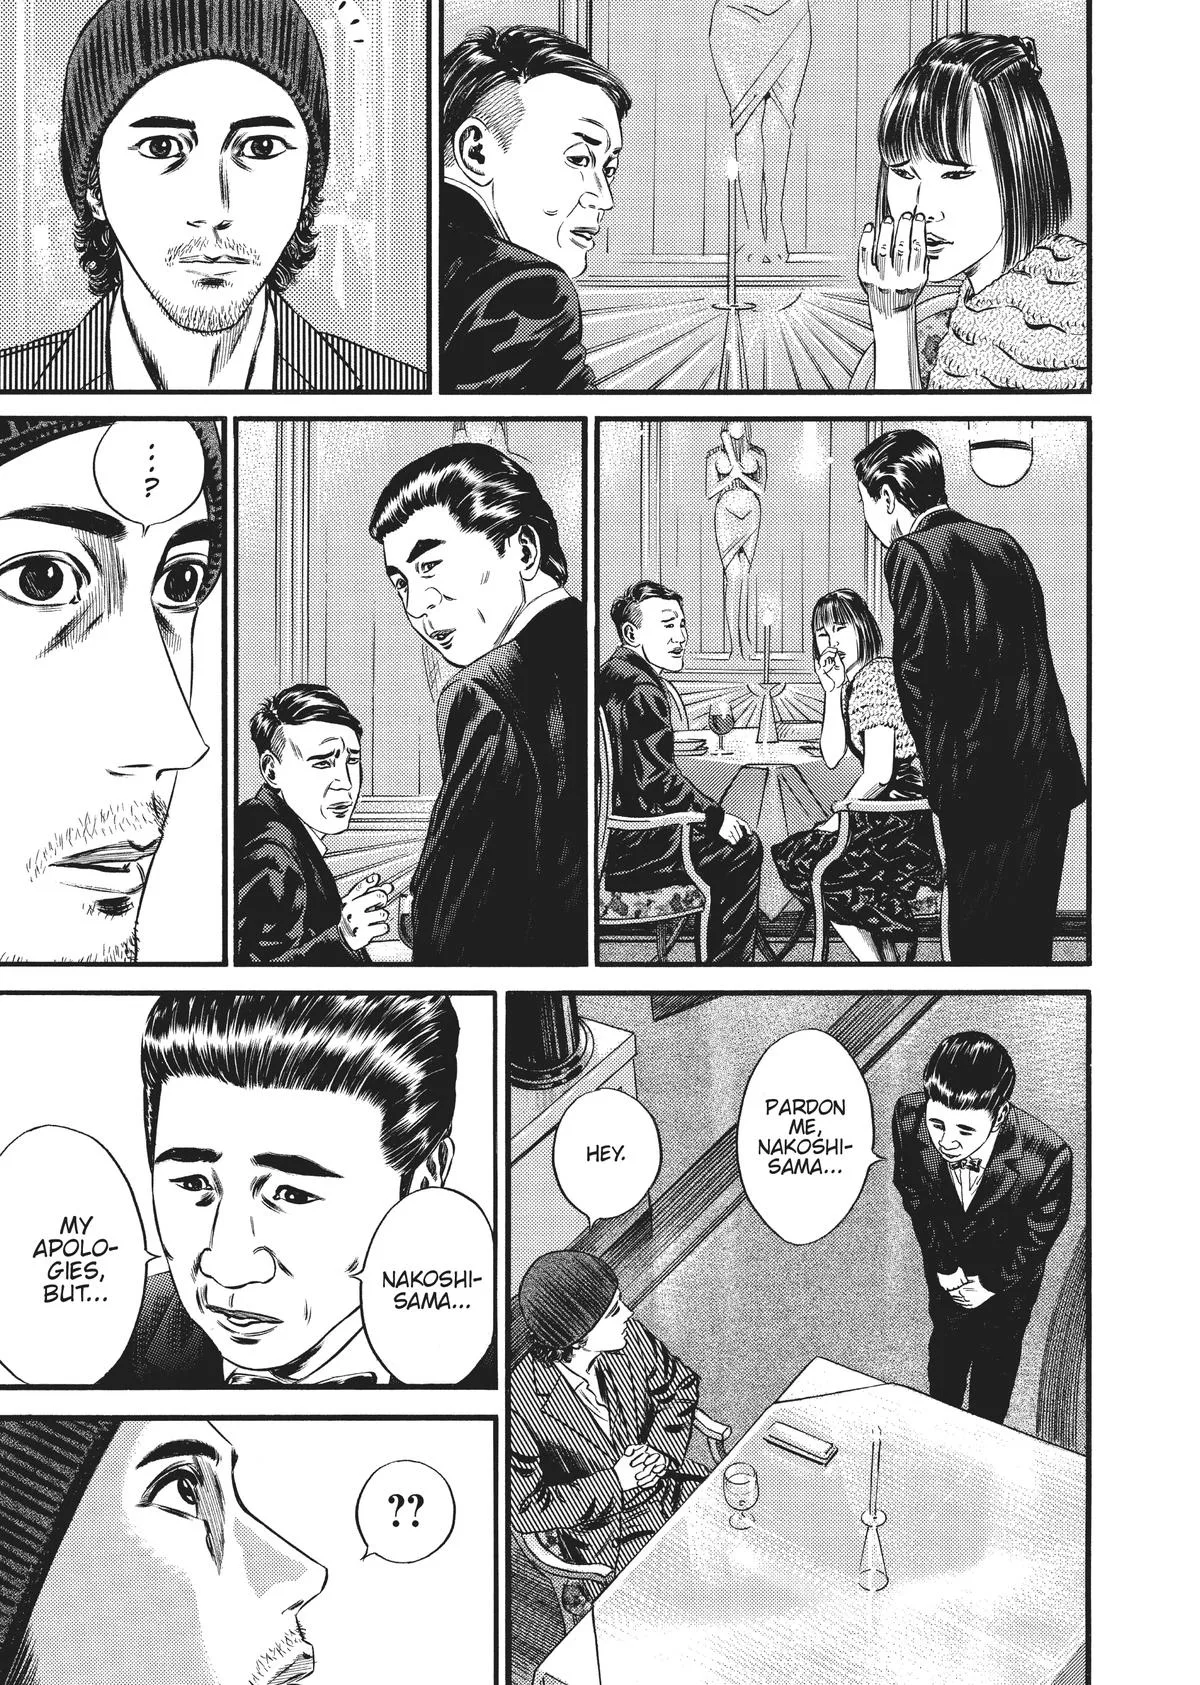 ...?
PARDON
ME,
NAKOSHI-
SAMA...
HEY.
NAKOSHI-
SAMA...
MY
APOLO-
GIES,
BUT...
??